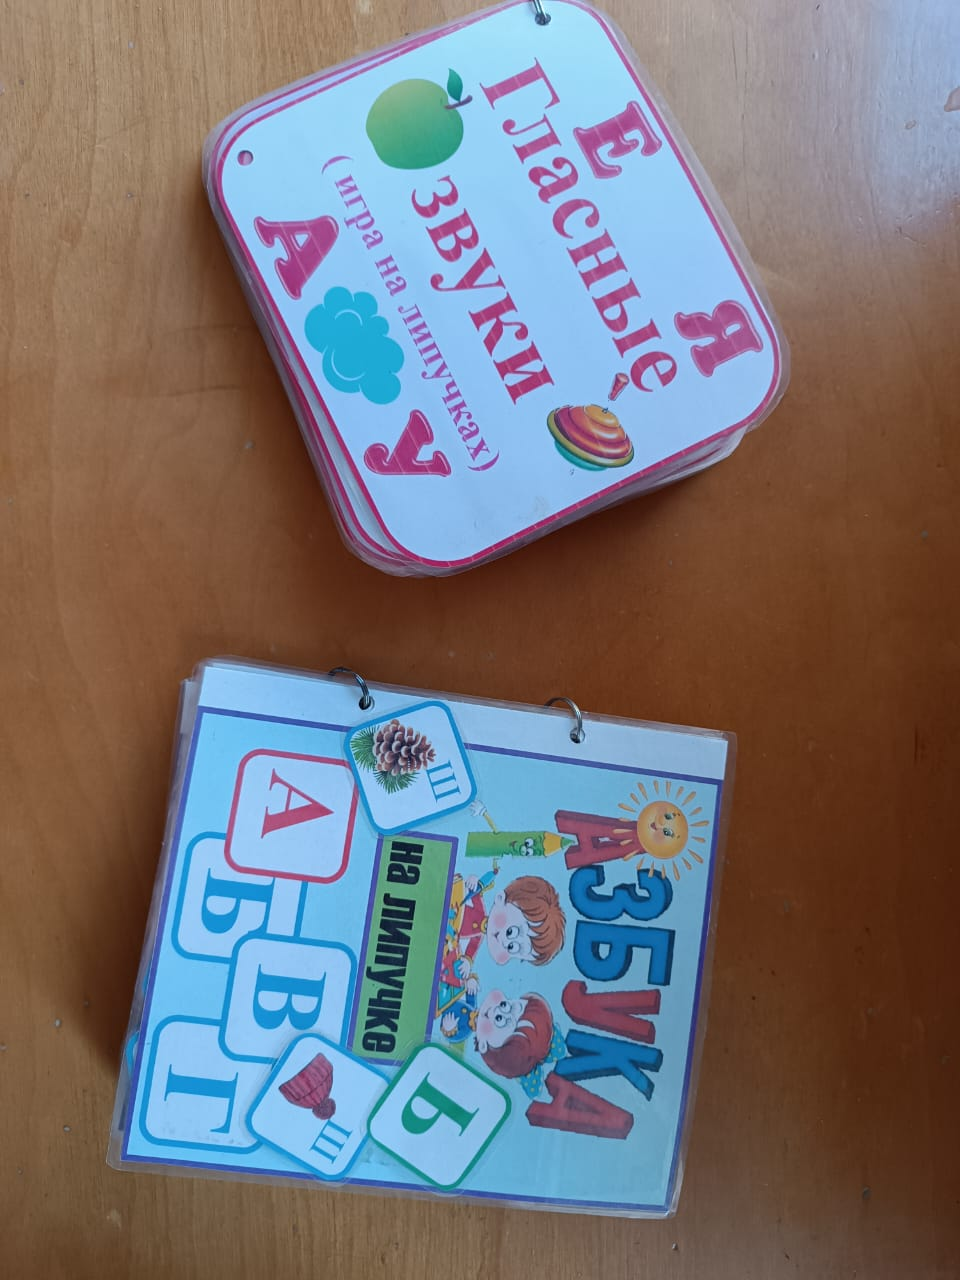 Е Я
Гласные
звуки
( игра на липучках)
А У
АЗБУКА
на липучке
Ш
Ь
А
В
Ш
Б
Г